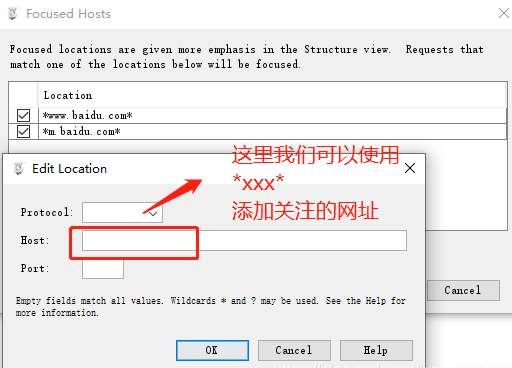 Focused Hosts
Focused locations are given more emphasis in the Structure view. Requests that
match one of the locations below will be focused.
Location
*www.baidu.com*
*m.baidu.com*
Edit Location
这里我们可以使用
*xxx*
添加关注的网址
Protocol:
Host:
Port:
Empty fields match all values. Wildcards * and ? may be used. See the Help for
more information.
Cancel
OK
Cancel
Help